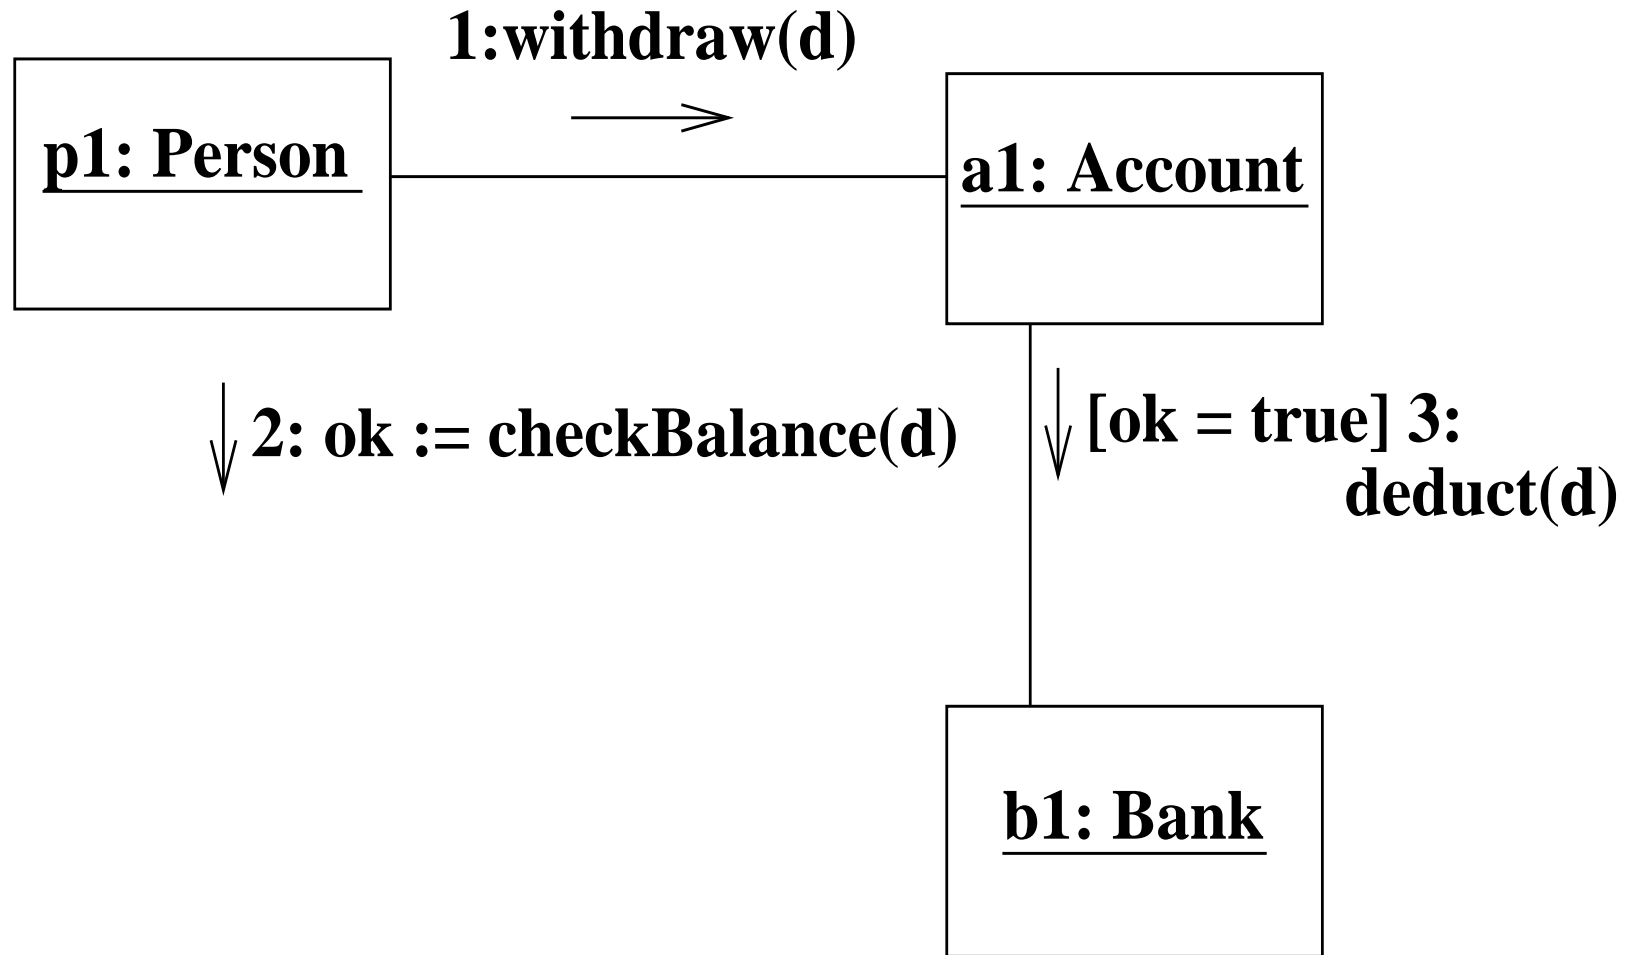 1:withdraw(d)
p1: Person
a1: Account
2: ok := checkBalance(d)
[ok = true] 3:
deduct(d)
b1: Bank